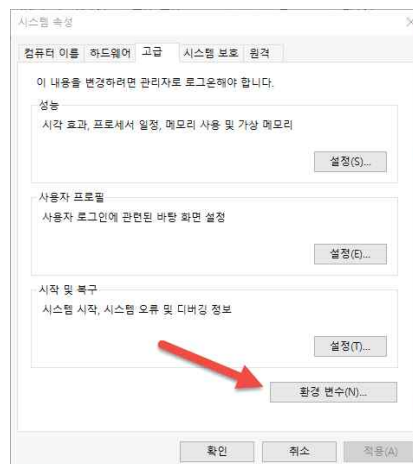 시스템 속성
컴퓨터 이름 하드웨어 고급 시스템 보호 원격
이 내용을 변경하려면 관리자로 로그온해야 합니다.
성능
시각 효과, 프로세서 일정, 메모리 사용 및 가상 메모리
설정(S)...
사용자 프로필
사용자 로그인에 관련된 바탕 화면 설정
설정(E)...
시작 및 복구
시스템 시작, 시스템 오류 및 디버깅 정보
설정(T)...
환경 변수(N)...
확인 취소 적용(A)